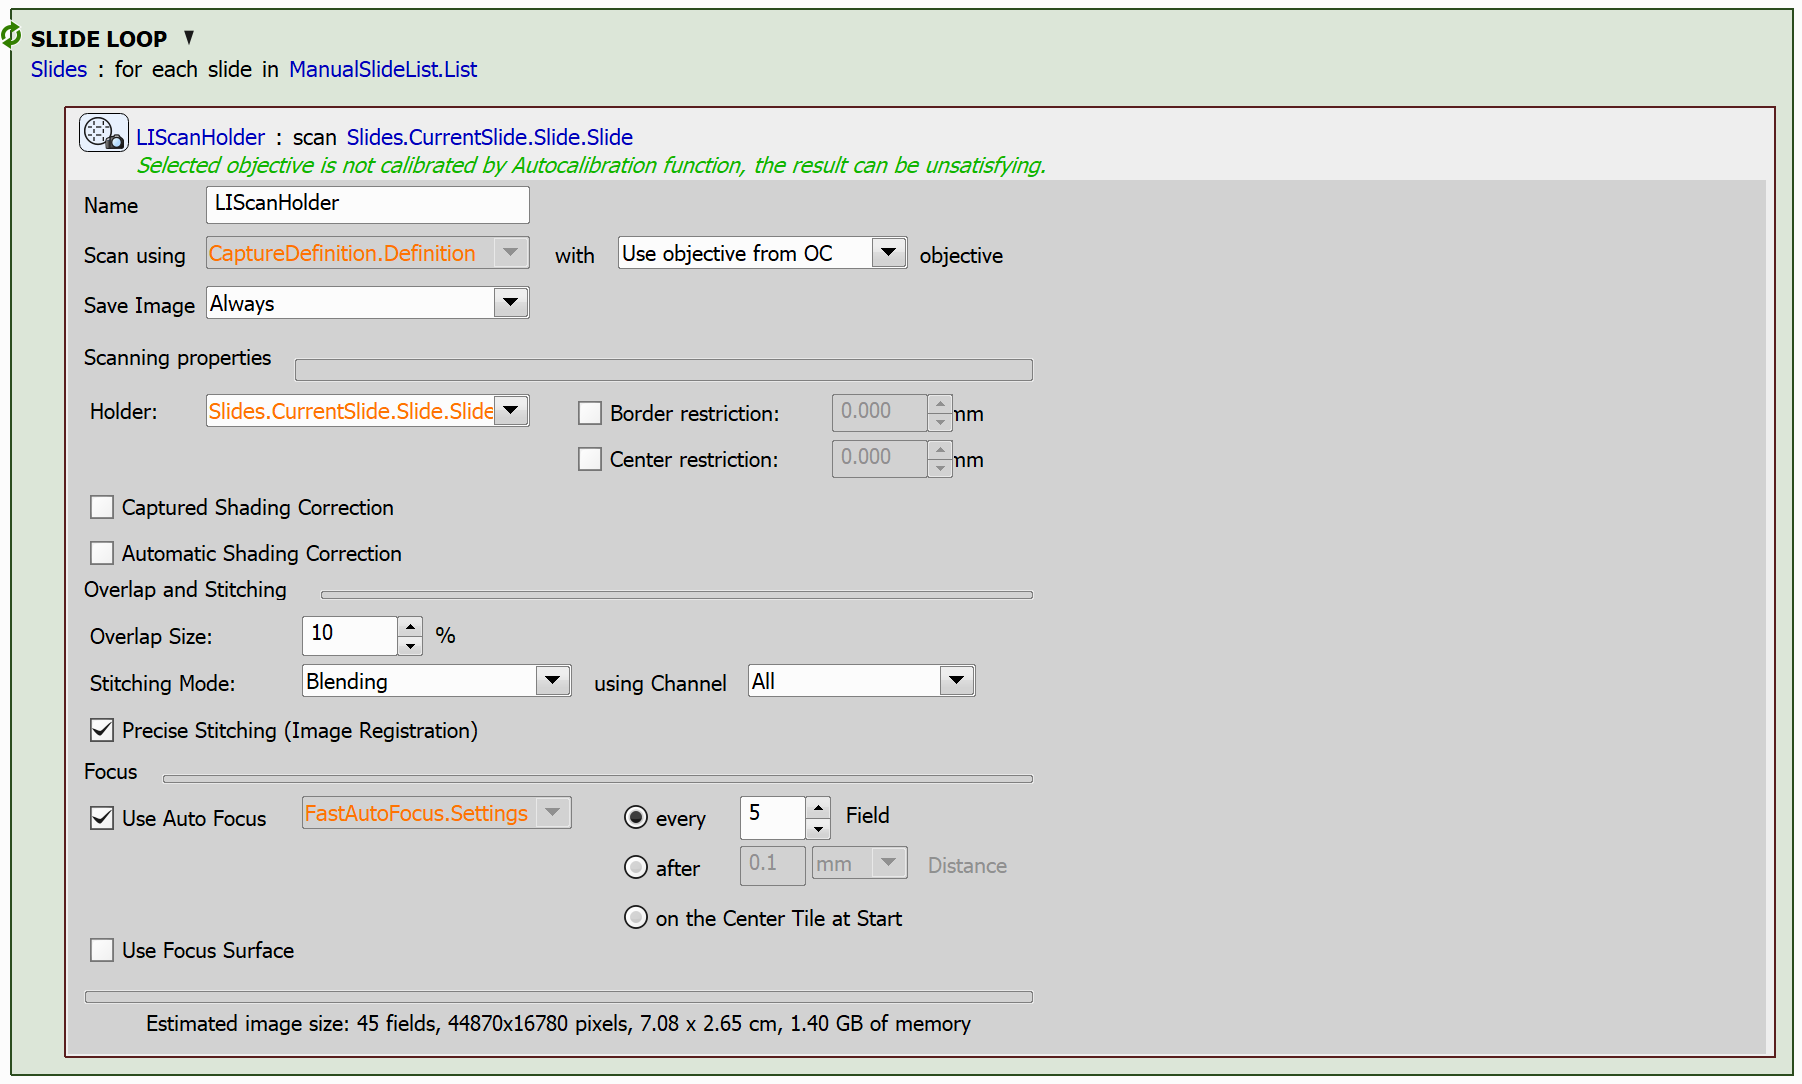 SLIDE LOOP ▼
Slides : for each slide in ManualSlideList.List
LIScanHolder : scan Slides.CurrentSlide.Slide.Slide
Selected objective is not calibrated by Autocalibration function, the result can be unsatisfying.
Name LIScanHolder
Scan using CaptureDefinition.Definition with Use objective from OC objective
Save Image Always
Scanning properties
Holder: Slides.CurrentSlide.Slide.Slide Border restriction: 0.000 mm
Center restriction: 0.000 mm
Captured Shading Correction
Automatic Shading Correction
Overlap and Stitching
Overlap Size: 10 %
Stitching Mode: Blending using Channel All
Precise Stitching (Image Registration)
Focus
Use Auto Focus FastAutoFocus.Settings every 5 Field
after 0.1 mm Distance
on the Center Tile at Start
Use Focus Surface
Estimated image size: 45 fields, 44870x16780 pixels, 7.08 x 2.65 cm, 1.40 GB of memory